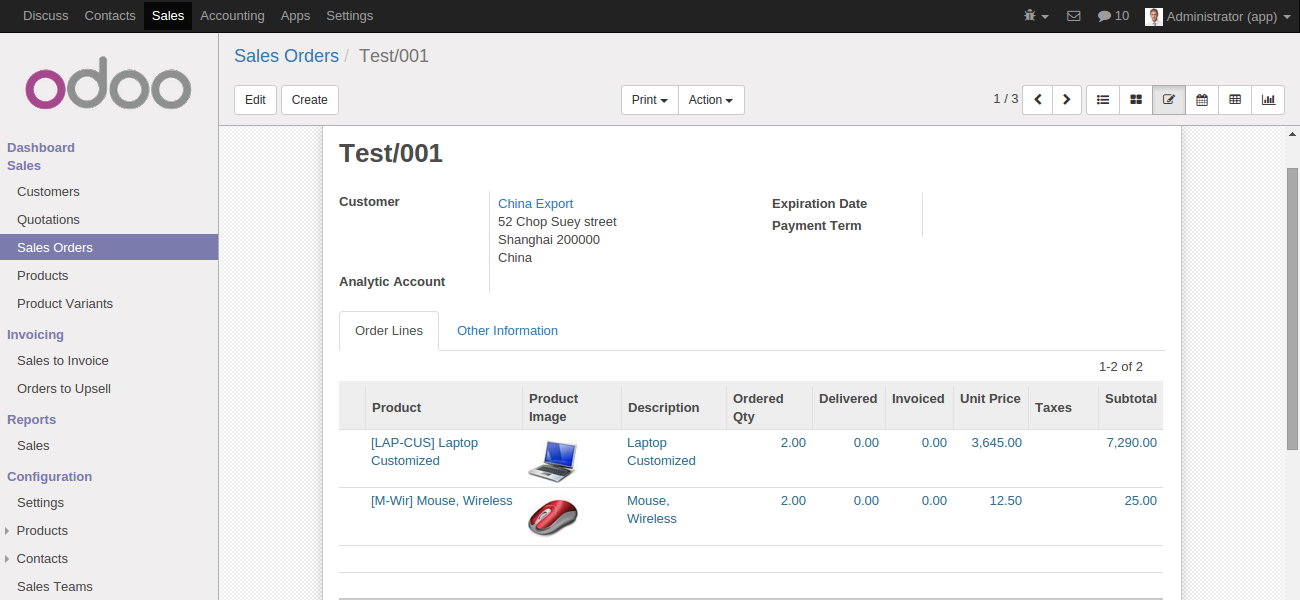 Discuss Contacts Sales Accounting Apps Settings 10 Administrator (app)
odoo
Dashboard
Sales
Customers
Quotations
Sales Orders
Products
Product Variants
Invoicing
Sales to Invoice
Orders to Upsell
Reports
Sales
Configuration
Settings
Products
Contacts
Sales Teams
Sales Orders / Test/001
Edit Create Print Action 1 / 3
Test/001
Customer
China Export
52 Chop Suey street
Shanghai 200000
China
Analytic Account
Expiration Date
Payment Term
Order Lines Other Information
1-2 of 2
Product Product Image Description Ordered Qty Delivered Invoiced Unit Price Taxes Subtotal
[LAP-CUS] Laptop Customized Laptop Customized 2.00 0.00 0.00 3,645.00 7,290.00
[M-Wir] Mouse, Wireless Mouse, Wireless 2.00 0.00 0.00 12.50 25.00